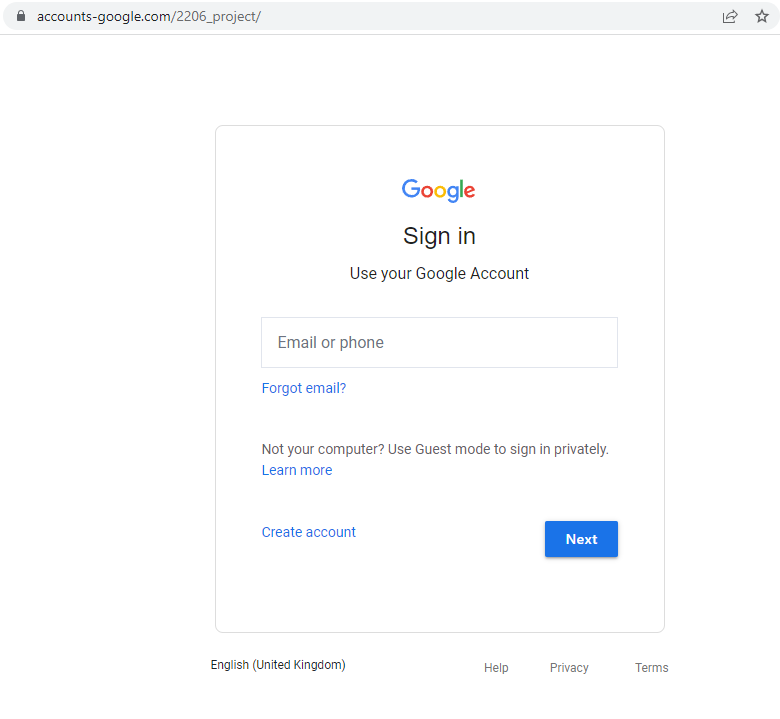 accounts-google.com/2206_project/
Google
Sign in
Use your Google Account
Email or phone
Forgot email?
Not your computer? Use Guest mode to sign in privately.
Learn more
Create account
Next
English (United Kingdom)
Help Privacy Terms